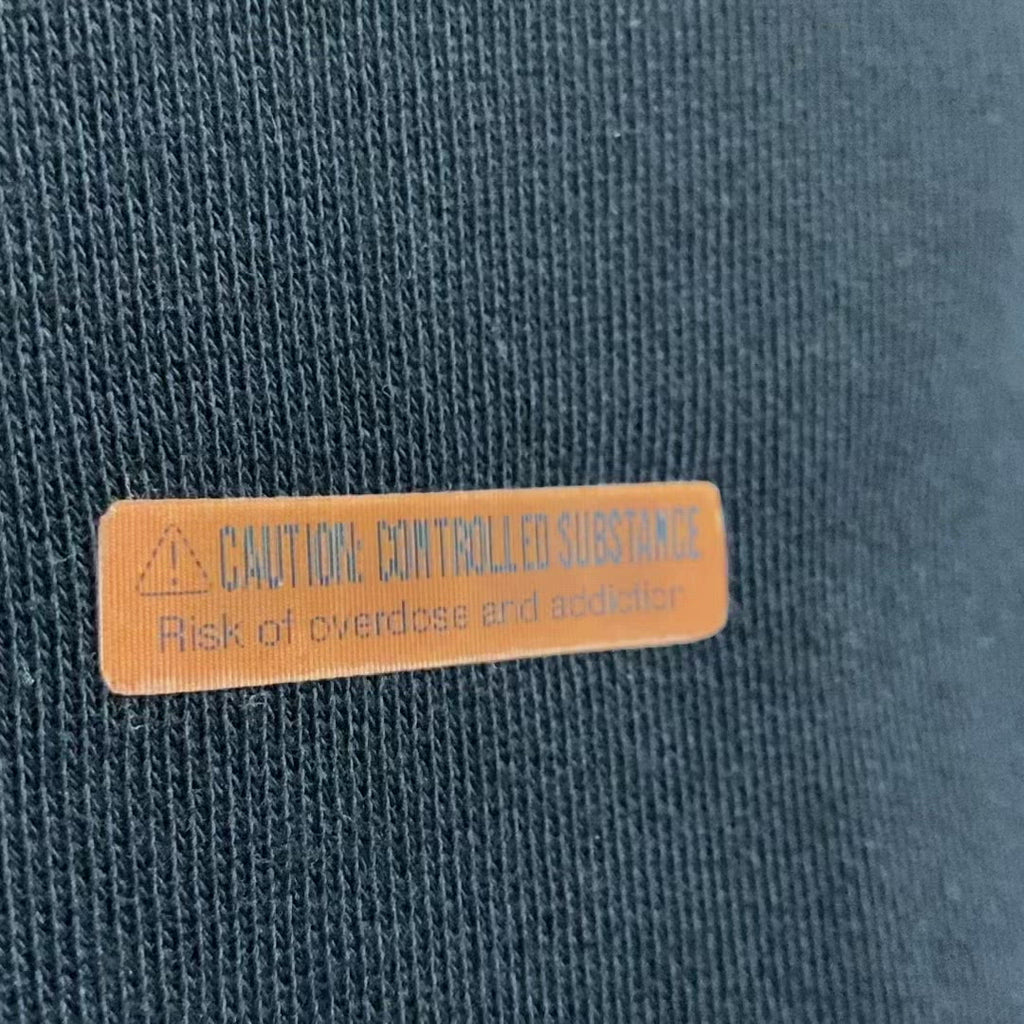 CAUTION: CONTROLLED SUBSTANCE
Risk of overdose and addiction